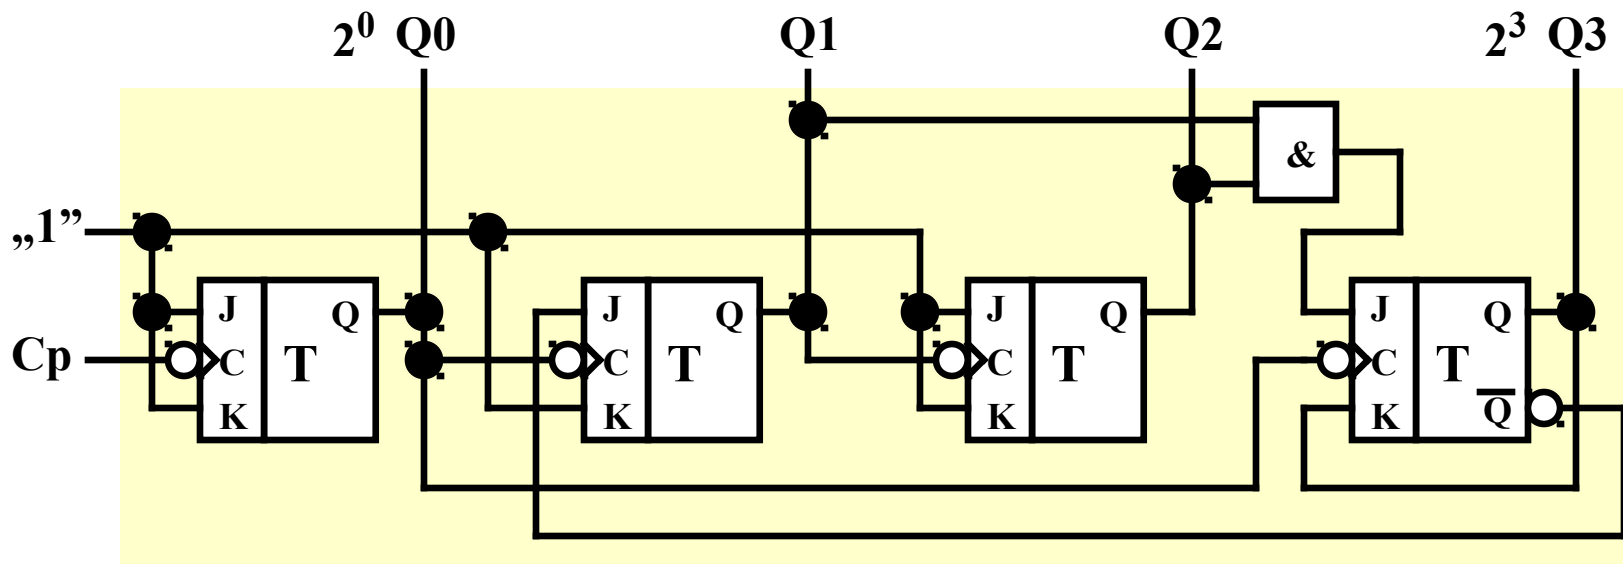 2⁰ Q0 Q1 Q2 2³ Q3
&
„1”
J Q J Q J Q J Q
Cp C T C T C T C T
K K K K Q̅